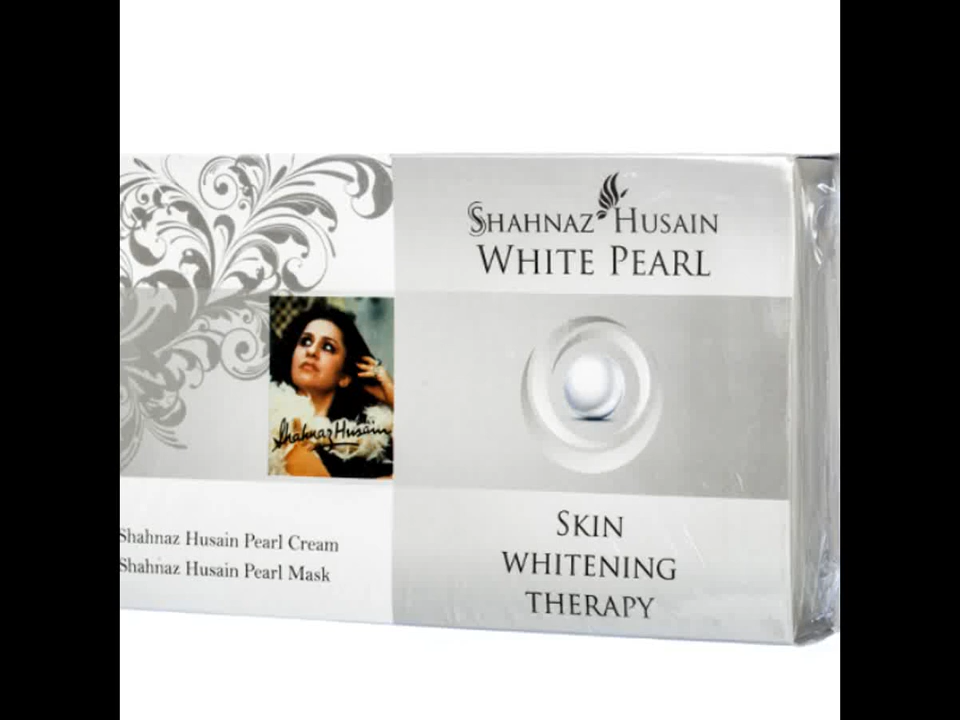 SHAHNAZ HUSAIN
WHITE PEARL
Shahnaz Husain
Shahnaz Husain Pearl Cream
Shahnaz Husain Pearl Mask
SKIN
WHITENING
THERAPY